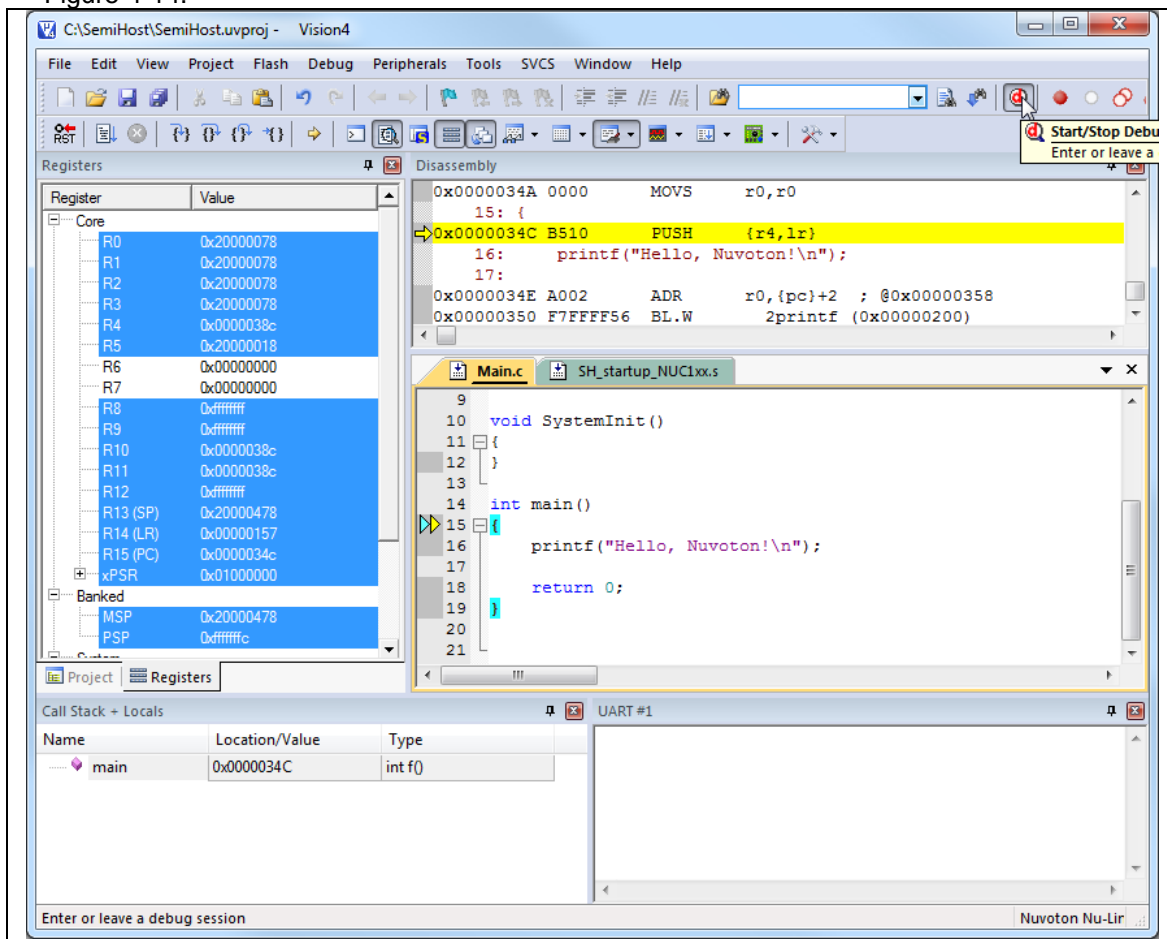 Figure 4-14.
C:\SemiHost\SemiHost.uvproj - Vision4
File Edit View Project Flash Debug Peripherals Tools SVCS Window Help
RST
Start/Stop Debu
Enter or leave a
Registers
Register Value
Core
R0 0x20000078
R1 0x20000078
R2 0x20000078
R3 0x20000078
R4 0x0000038c
R5 0x20000018
R6 0x00000000
R7 0x00000000
R8 0xffffffff
R9 0xffffffff
R10 0x0000038c
R11 0x0000038c
R12 0xffffffff
R13 (SP) 0x20000478
R14 (LR) 0x00000157
R15 (PC) 0x0000034c
xPSR 0x01000000
Banked
MSP 0x20000478
PSP 0xfffffffc
System
Project Registers
Disassembly
0x0000034A 0000 MOVS r0,r0
15: {
0x0000034C B510 PUSH {r4,lr}
16: printf("Hello, Nuvoton!\n");
17:
0x0000034E A002 ADR r0,{pc}+2 ; @0x00000358
0x00000350 F7FFFF56 BL.W 2printf (0x00000200)
Main.c SH_startup_NUC1xx.s
9
10 void SystemInit()
11 {
12 }
13
14 int main()
15 {
16 printf("Hello, Nuvoton!\n");
17
18 return 0;
19 }
20
21
Call Stack + Locals
Name Location/Value Type
main 0x0000034C int f()
UART #1
Enter or leave a debug session
Nuvoton Nu-Lir